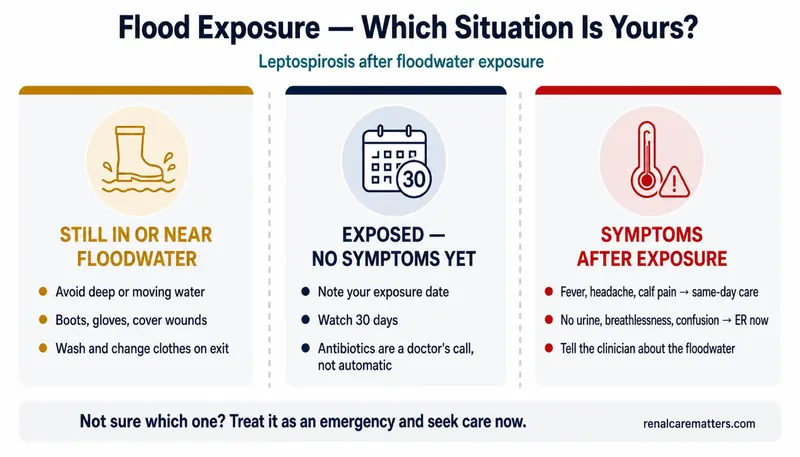 Flood Exposure — Which Situation Is Yours?
Leptospirosis after floodwater exposure
STILL IN OR NEAR
FLOODWATER
Avoid deep or moving water
Boots, gloves, cover wounds
Wash and change clothes on exit
30
EXPOSED —
NO SYMPTOMS YET
Note your exposure date
Watch 30 days
Antibiotics are a doctor's call,
not automatic
SYMPTOMS
AFTER EXPOSURE
Fever, headache, calf pain → same-day care
No urine, breathlessness, confusion → ER now
Tell the clinician about the floodwater
Not sure which one? Treat it as an emergency and seek care now.
renalcarematters.com